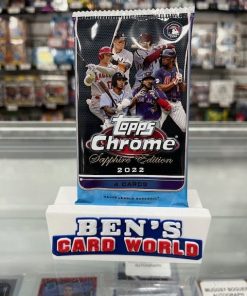 Topps
Chrome
Sapphire Edition
2022
4 CARDS
BEN'S
CARD WORLD